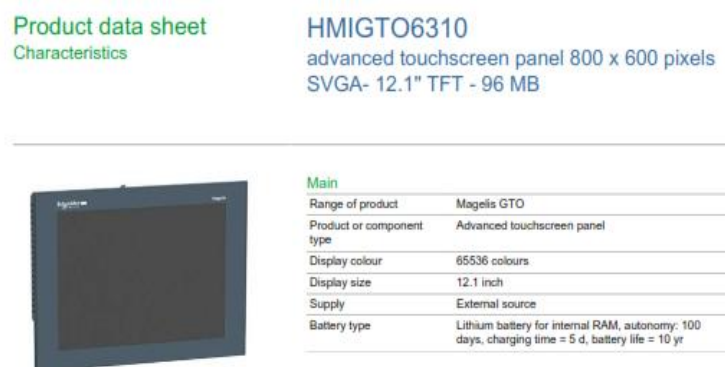 Product data sheet
Characteristics
HMIGTO6310
advanced touchscreen panel 800 x 600 pixels
SVGA- 12.1" TFT - 96 MB
Main
Range of product Magelis GTO
Product or component type Advanced touchscreen panel
Display colour 65536 colours
Display size 12.1 inch
Supply External source
Battery type Lithium battery for internal RAM, autonomy: 100
days, charging time = 5 d, battery life = 10 yr